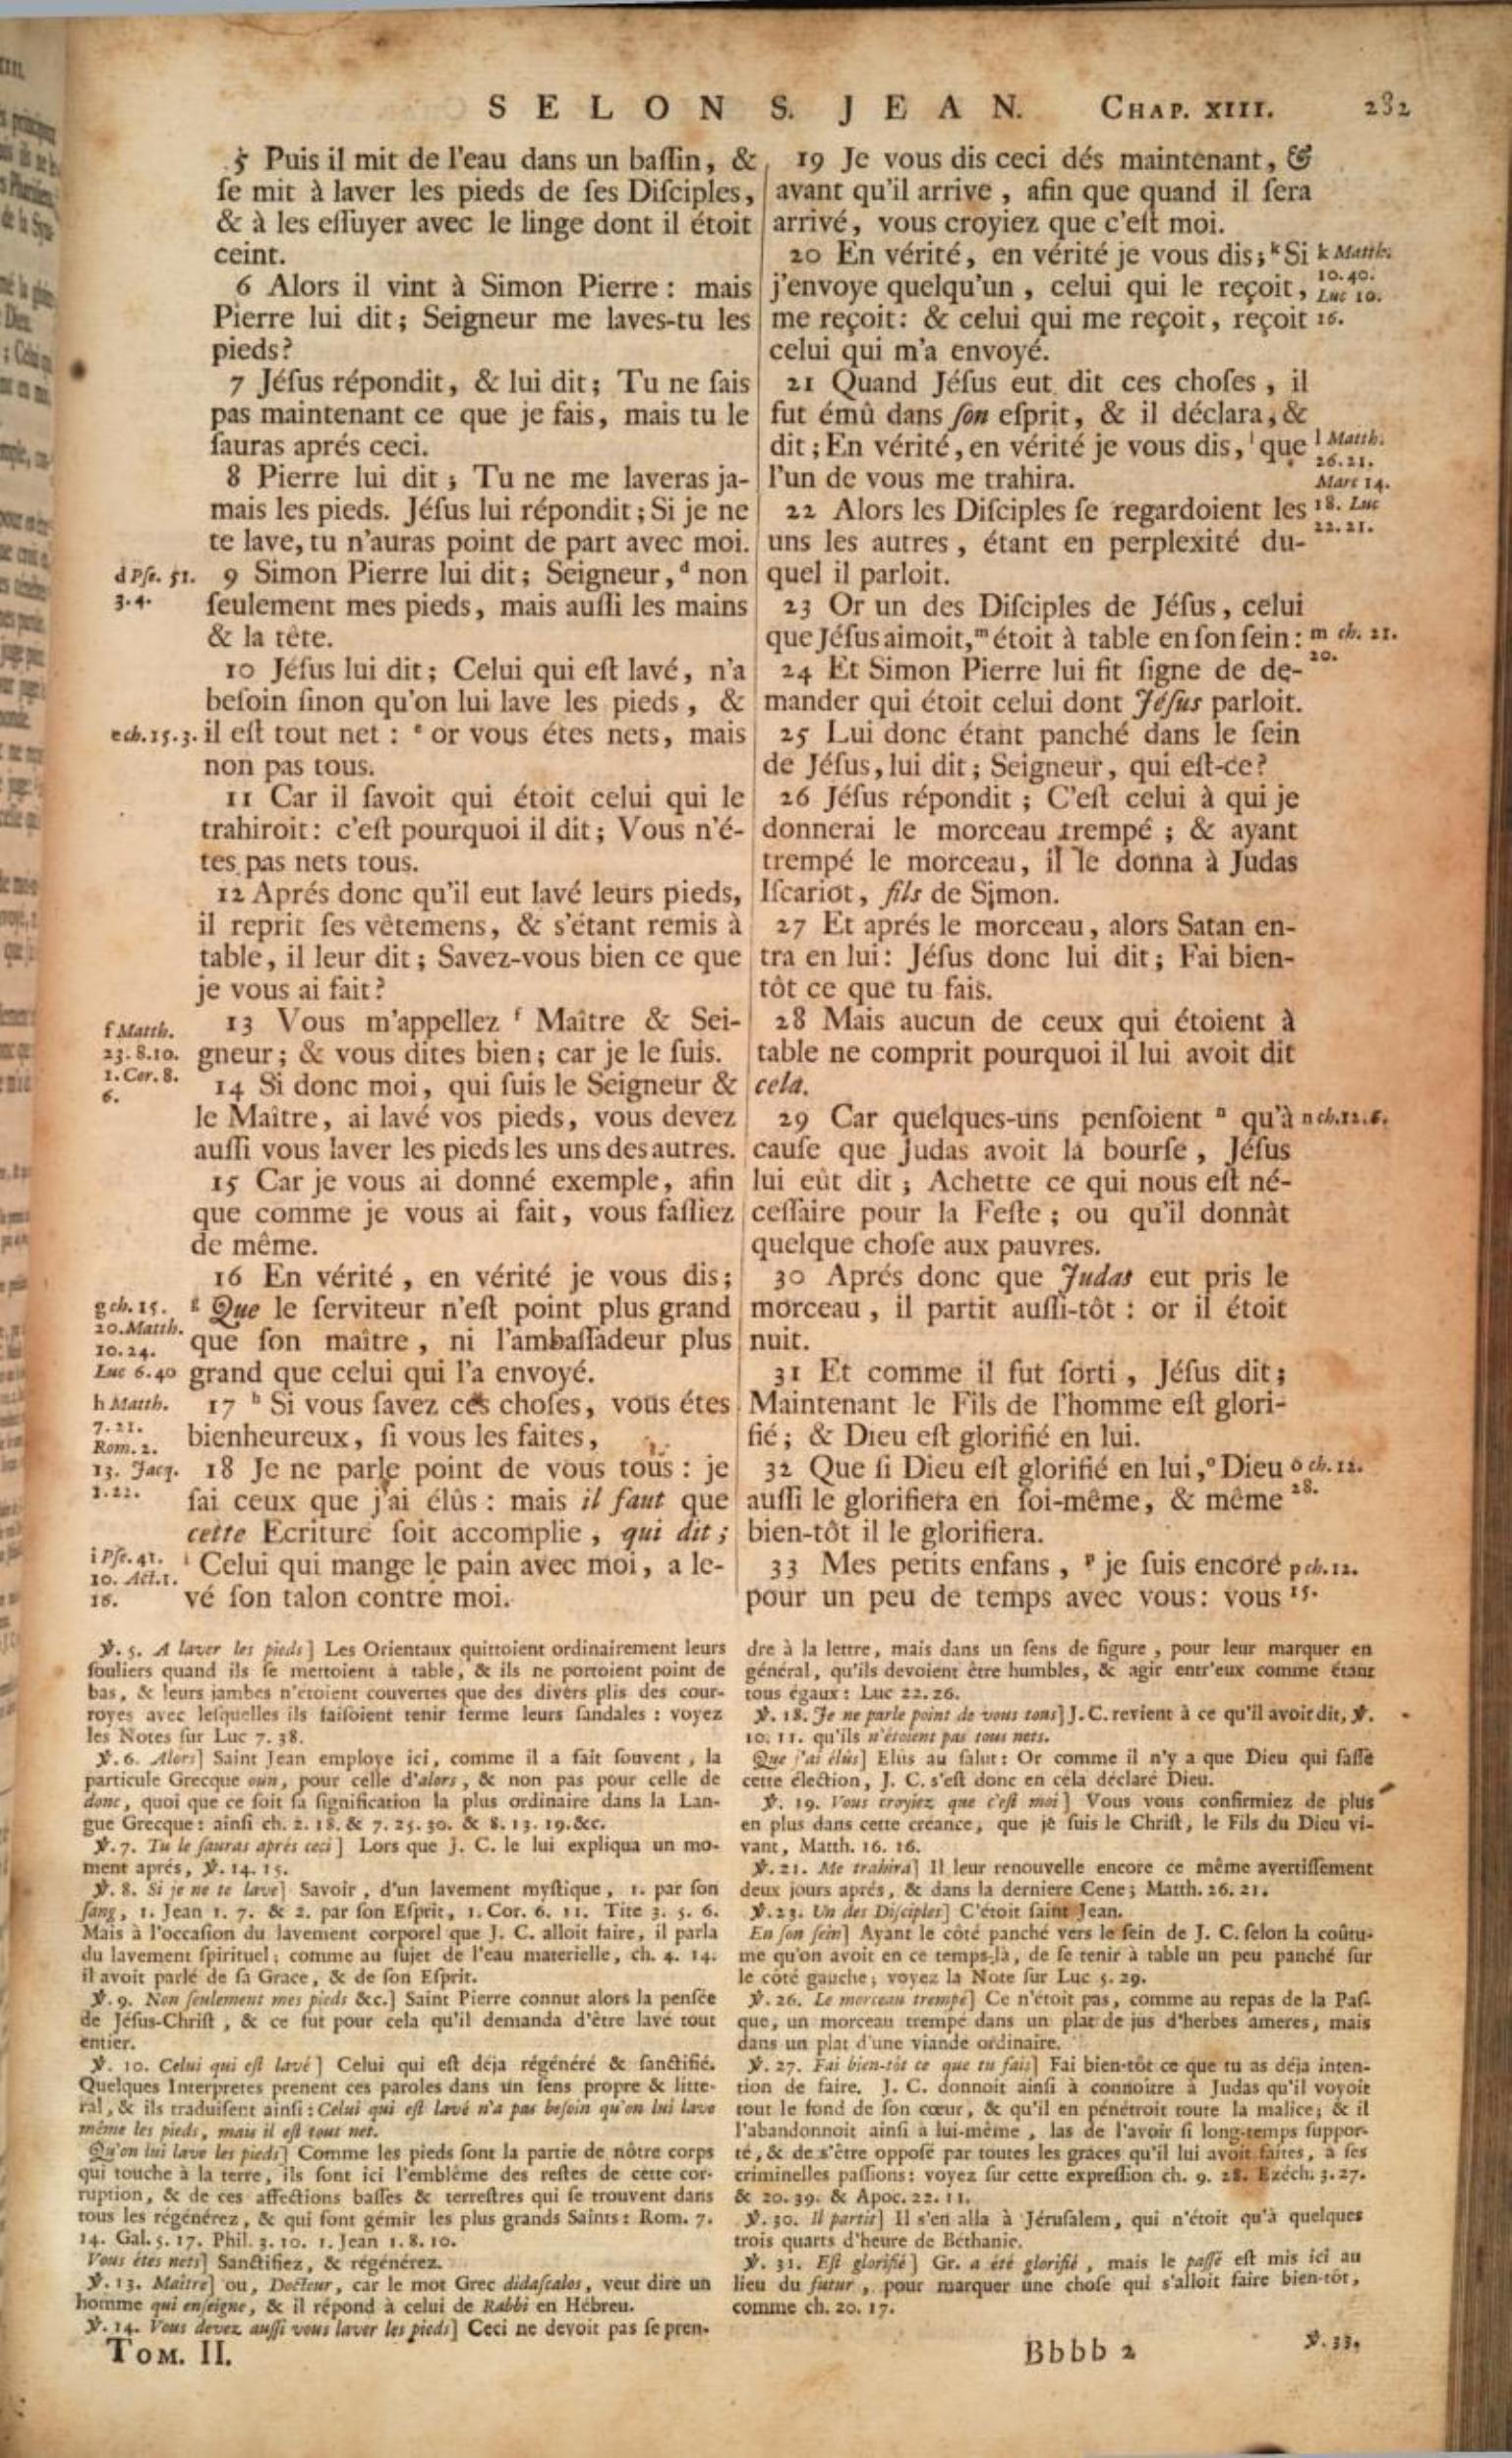 SELON S. JEAN. CHAP. XIII. 282
5 Puis il mit de l'eau dans un baſſin, &
ſe mit à laver les pieds de ſes Diſciples,
& à les eſſuyer avec le linge dont il étoit
ceint.
6 Alors il vint à Simon Pierre : mais
Pierre lui dit ; Seigneur me laves-tu les
pieds ?
7 Jéſus répondit, & lui dit ; Tu ne ſais
pas maintenant ce que je fais, mais tu le
ſauras aprés ceci.
8 Pierre lui dit ; Tu ne me laveras ja-
mais les pieds. Jéſus lui répondit ; Si je ne
te lave, tu n'auras point de part avec moi.
d Pſe. 51.
3. 4.
9 Simon Pierre lui dit ; Seigneur, ᵈ non
ſeulement mes pieds, mais auſſi les mains
& la tête.
10 Jéſus lui dit ; Celui qui eſt lavé, n'a
beſoin ſinon qu'on lui lave les pieds, &
e ch. 15. 3.
il eſt tout net : ᵉ or vous étes nets, mais
non pas tous.
11 Car il ſavoit qui étoit celui qui le
trahiroit : c'eſt pourquoi il dit ; Vous n'é-
tes pas nets tous.
12 Aprés donc qu'il eut lavé leurs pieds,
il reprit ſes vêtemens, & s'étant remis à
table, il leur dit ; Savez-vous bien ce que
je vous ai fait ?
f Matth.
23. 8. 10.
1. Cor. 8.
6.
13 Vous m'appellez ᶠ Maître & Sei-
gneur ; & vous dites bien ; car je le ſuis.
14 Si donc moi, qui ſuis le Seigneur &
le Maître, ai lavé vos pieds, vous devez
auſſi vous laver les pieds les uns des autres.
15 Car je vous ai donné exemple, afin
que comme je vous ai fait, vous faſſiez
de même.
16 En vérité, en vérité je vous dis ;
g ch. 15.
20. Matth.
10. 24.
Luc 6. 40
ᵍ Que le ſerviteur n'eſt point plus grand
que ſon maître, ni l'ambaſſadeur plus
grand que celui qui l'a envoyé.
h Matth.
7. 21.
Rom. 2.
13. Jacq.
1. 22.
17 ʰ Si vous ſavez ces choſes, vous étes
bienheureux, ſi vous les faites,
18 Je ne parle point de vous tous : je
ſai ceux que j'ai élûs : mais il faut que
cette Ecriture ſoit accomplie, qui dit ;
i Pſe. 41.
10. Act. 1.
16.
ⁱ Celui qui mange le pain avec moi, a le-
vé ſon talon contre moi.
19 Je vous dis ceci dés maintenant, &
avant qu'il arrive, afin que quand il ſera
arrivé, vous croyiez que c'eſt moi.
20 En vérité, en vérité je vous dis ; ᵏ Si
j'envoye quelqu'un, celui qui le reçoit,
me reçoit : & celui qui me reçoit, reçoit
celui qui m'a envoyé.
k Matth.
10. 40.
Luc 10.
16.
21 Quand Jéſus eut dit ces choſes, il
fut émû dans ſon eſprit, & il déclara, &
dit ; En vérité, en vérité je vous dis, ˡ que
l'un de vous me trahira.
l Matth.
26. 21.
Marc 14.
18. Luc
22. 21.
22 Alors les Diſciples ſe regardoient les
uns les autres, étant en perplexité du-
quel il parloit.
23 Or un des Diſciples de Jéſus, celui
que Jéſus aimoit, ᵐ étoit à table en ſon ſein :
m ch. 21.
20.
24 Et Simon Pierre lui fit ſigne de de-
mander qui étoit celui dont Jéſus parloit.
25 Lui donc étant panché dans le ſein
de Jéſus, lui dit ; Seigneur, qui eſt-ce ?
26 Jéſus répondit ; C'eſt celui à qui je
donnerai le morceau trempé ; & ayant
trempé le morceau, il le donna à Judas
Iſcariot, fils de Simon.
27 Et aprés le morceau, alors Satan en-
tra en lui : Jéſus donc lui dit ; Fai bien-
tôt ce que tu fais.
28 Mais aucun de ceux qui étoient à
table ne comprit pourquoi il lui avoit dit
cela.
29 Car quelques-uns penſoient ⁿ qu'à
n ch. 12. 6.
cauſe que Judas avoit la bourſe, Jéſus
lui eût dit ; Achette ce qui nous eſt né-
ceſſaire pour la Feſte ; ou qu'il donnât
quelque choſe aux pauvres.
30 Aprés donc que Judas eut pris le
morceau, il partit auſſi-tôt : or il étoit
nuit.
31 Et comme il fut ſorti, Jéſus dit ;
Maintenant le Fils de l'homme eſt glori-
fié ; & Dieu eſt glorifié en lui.
32 Que ſi Dieu eſt glorifié en lui, ᵒ Dieu
auſſi le glorifiera en ſoi-même, & même
bien-tôt il le glorifiera.
o ch. 12.
28.
33 Mes petits enfans, ᵖ je ſuis encore
pour un peu de temps avec vous : vous
p ch. 12.
15.
℣. 5. A laver les pieds] Les Orientaux quittoient ordinairement leurs
ſouliers quand ils ſe mettoient à table, & ils ne portoient point de
bas, & leurs jambes n'étoient couvertes que des divers plis des cour-
royes avec leſquelles ils faiſoient tenir ferme leurs ſandales : voyez
les Notes ſur Luc 7. 38.
℣. 6. Alors] Saint Jean employe ici, comme il a fait ſouvent, la
particule Grecque oun, pour celle d'alors, & non pas pour celle de
donc, quoi que ce ſoit ſa ſignification la plus ordinaire dans la Lan-
gue Grecque : ainſi ch. 2. 18. & 7. 25. 30. & 8. 13. 19. &c.
℣. 7. Tu le ſauras aprés ceci] Lors que J. C. le lui expliqua un mo-
ment aprés, ℣. 14. 15.
℣. 8. Si je ne te lave] Savoir, d'un lavement myſtique, 1. par ſon
ſang, 1. Jean 1. 7. & 2. par ſon Eſprit, 1. Cor. 6. 11. Tite 3. 5. 6.
Mais à l'occaſion du lavement corporel que J. C. alloit faire, il parla
du lavement ſpirituel ; comme au ſujet de l'eau materielle, ch. 4. 14.
il avoit parlé de ſa Grace, & de ſon Eſprit.
℣. 9. Non ſeulement mes pieds &c.] Saint Pierre connut alors la penſée
de Jéſus-Chriſt, & ce fut pour cela qu'il demanda d'être lavé tout
entier.
℣. 10. Celui qui eſt lavé] Celui qui eſt déja régénéré & ſanctifié.
Quelques Interpretes prenent ces paroles dans un ſens propre & litte-
ral, & ils traduiſent ainſi : Celui qui eſt lavé n'a pas beſoin qu'on lui lave
même les pieds, mais il eſt tout net.
Qu'on lui lave les pieds] Comme les pieds ſont la partie de nôtre corps
qui touche à la terre, ils ſont ici l'emblême des reſtes de cette cor-
ruption, & de ces affections baſſes & terreſtres qui ſe trouvent dans
tous les régénérez, & qui font gémir les plus grands Saints : Rom. 7.
14. Gal. 5. 17. Phil. 3. 10. 1. Jean 1. 8. 10.
Vous étes nets] Sanctifiez, & régénérez.
℣. 13. Maître] ou, Docteur, car le mot Grec didaſcalos, veut dire un
homme qui enſeigne, & il répond à celui de Rabbi en Hébreu.
℣. 14. Vous devez auſſi vous laver les pieds] Ceci ne devoit pas ſe pren-
dre à la lettre, mais dans un ſens de figure, pour leur marquer en
général, qu'ils devoient être humbles, & agir entr'eux comme étant
tous égaux : Luc 22. 26.
℣. 18. Je ne parle point de vous tous] J. C. revient à ce qu'il avoit dit, ℣.
10. 11. qu'ils n'étoient pas tous nets.
Que j'ai élûs] Elûs au ſalut : Or comme il n'y a que Dieu qui faſſe
cette élection, J. C. s'eſt donc en cela déclaré Dieu.
℣. 19. Vous croyiez que c'eſt moi] Vous vous confirmiez de plus
en plus dans cette créance, que je ſuis le Chriſt, le Fils du Dieu vi-
vant, Matth. 16. 16.
℣. 21. Me trahira] Il leur renouvelle encore ce même avertiſſement
deux jours aprés, & dans la derniere Cene ; Matth. 26. 21.
℣. 23. Un des Diſciples] C'étoit ſaint Jean.
En ſon ſein] Ayant le côté panché vers le ſein de J. C. ſelon la coûtu-
me qu'on avoit en ce temps-là, de ſe tenir à table un peu panché ſur
le côté gauche ; voyez la Note ſur Luc 5. 29.
℣. 26. Le morceau trempé] Ce n'étoit pas, comme au repas de la Paſ-
que, un morceau trempé dans un plat de jus d'herbes ameres, mais
dans un plat d'une viande ordinaire.
℣. 27. Fai bien-tôt ce que tu fais] Fai bien-tôt ce que tu as déja inten-
tion de faire. J. C. donnoit ainſi à connoître à Judas qu'il voyoit
tout le fond de ſon cœur, & qu'il en pénétroit toute la malice ; & il
l'abandonnoit ainſi à lui-même, las de l'avoir ſi long-temps ſuppor-
té, & de s'être oppoſé par toutes les graces qu'il lui avoit faites, à ſes
criminelles paſſions : voyez ſur cette expreſſion ch. 9. 28. Ezéch. 3. 27.
& 20. 39. & Apoc. 22. 11.
℣. 30. Il partit] Il s'en alla à Jéruſalem, qui n'étoit qu'à quelques
trois quarts d'heure de Béthanie.
℣. 31. Eſt glorifié] Gr. a été glorifié, mais le paſſé eſt mis ici au
lieu du futur, pour marquer une choſe qui s'alloit faire bien-tôt,
comme ch. 20. 17.
TOM. II. Bbbb 2 ℣. 33.